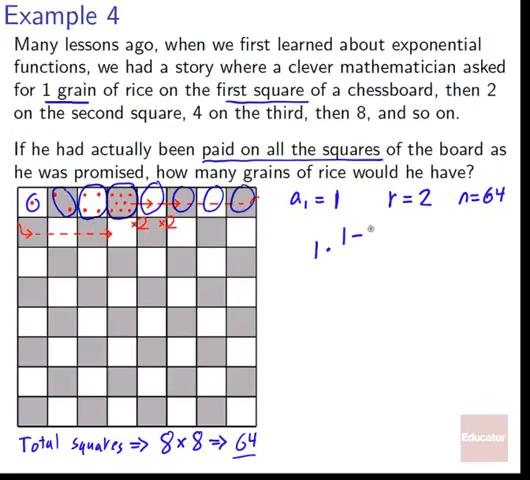 Example 4
Many lessons ago, when we first learned about exponential
functions, we had a story where a clever mathematician asked
for 1 grain of rice on the first square of a chessboard, then 2
on the second square, 4 on the third, then 8, and so on.
If he had actually been paid on all the squares of the board as
he was promised, how many grains of rice would he have?
a₁ = 1 r = 2 n=64
×2 ×2
1 · 1 -
Total squares ⇒ 8 × 8 ⇒ 64
Educator